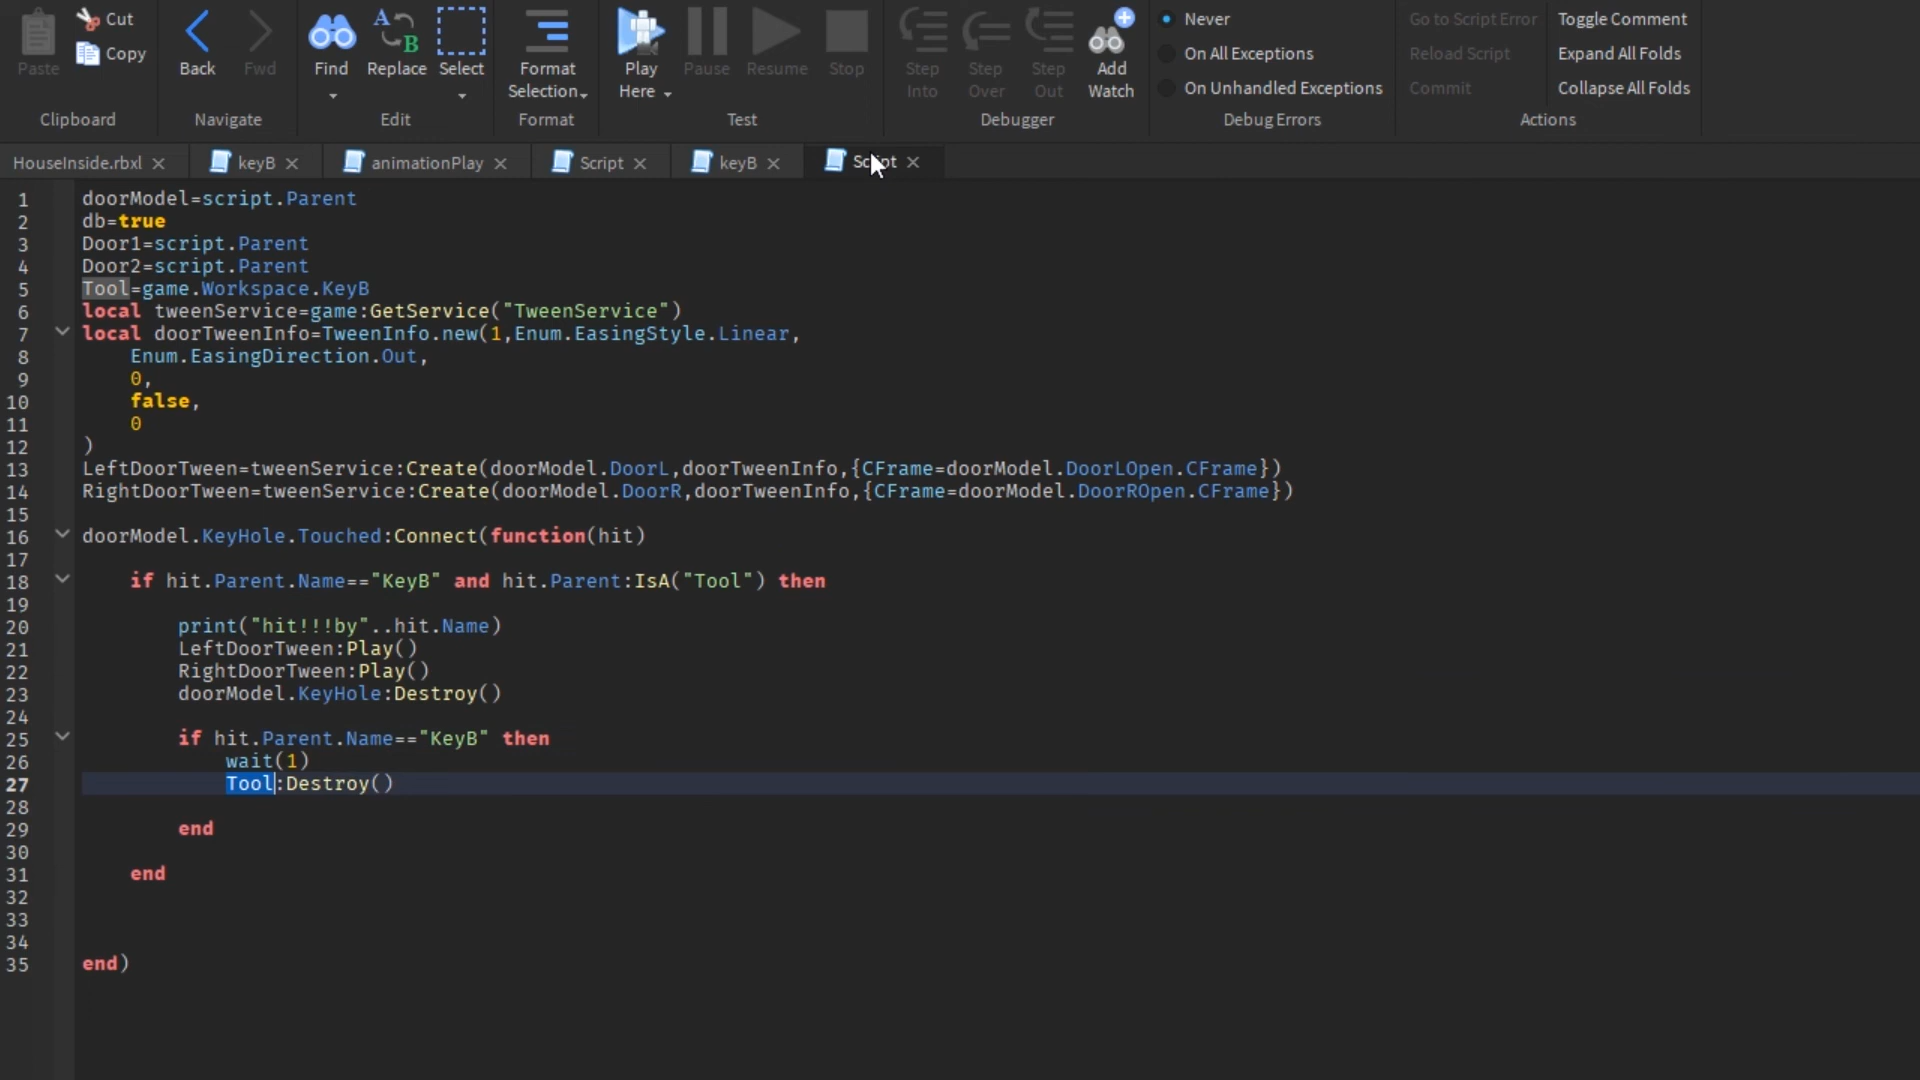 Paste
Cut
Copy
Clipboard
Back
Fwd
Navigate
Find
Replace
Select
Edit
Format
Selection
Format
Play
Here
Pause
Resume
Stop
Test
Step
Into
Step
Over
Step
Out
Add
Watch
Debugger
Never
On All Exceptions
On Unhandled Exceptions
Debug Errors
Go to Script Error
Reload Script
Commit
Toggle Comment
Expand All Folds
Collapse All Folds
Actions
HouseInside.rbxl
keyB
animationPlay
Script
keyB
Script
1 doorModel=script.Parent
2 db=true
3 Door1=script.Parent
4 Door2=script.Parent
5 Tool=game.Workspace.KeyB
6 local tweenService=game:GetService("TweenService")
7 local doorTweenInfo=TweenInfo.new(1,Enum.EasingStyle.Linear,
8 Enum.EasingDirection.Out,
9 0,
10 false,
11 0
12 )
13 LeftDoorTween=tweenService:Create(doorModel.DoorL,doorTweenInfo,{CFrame=doorModel.DoorLOpen.CFrame})
14 RightDoorTween=tweenService:Create(doorModel.DoorR,doorTweenInfo,{CFrame=doorModel.DoorROpen.CFrame})
15
16 doorModel.KeyHole.Touched:Connect(function(hit)
17
18 if hit.Parent.Name=="KeyB" and hit.Parent:IsA("Tool") then
19
20 print("hit!!!by"..hit.Name)
21 LeftDoorTween:Play()
22 RightDoorTween:Play()
23 doorModel.KeyHole:Destroy()
24
25 if hit.Parent.Name=="KeyB" then
26 wait(1)
27 Tool:Destroy()
28
29 end
30
31 end
32
33
34
35 end)